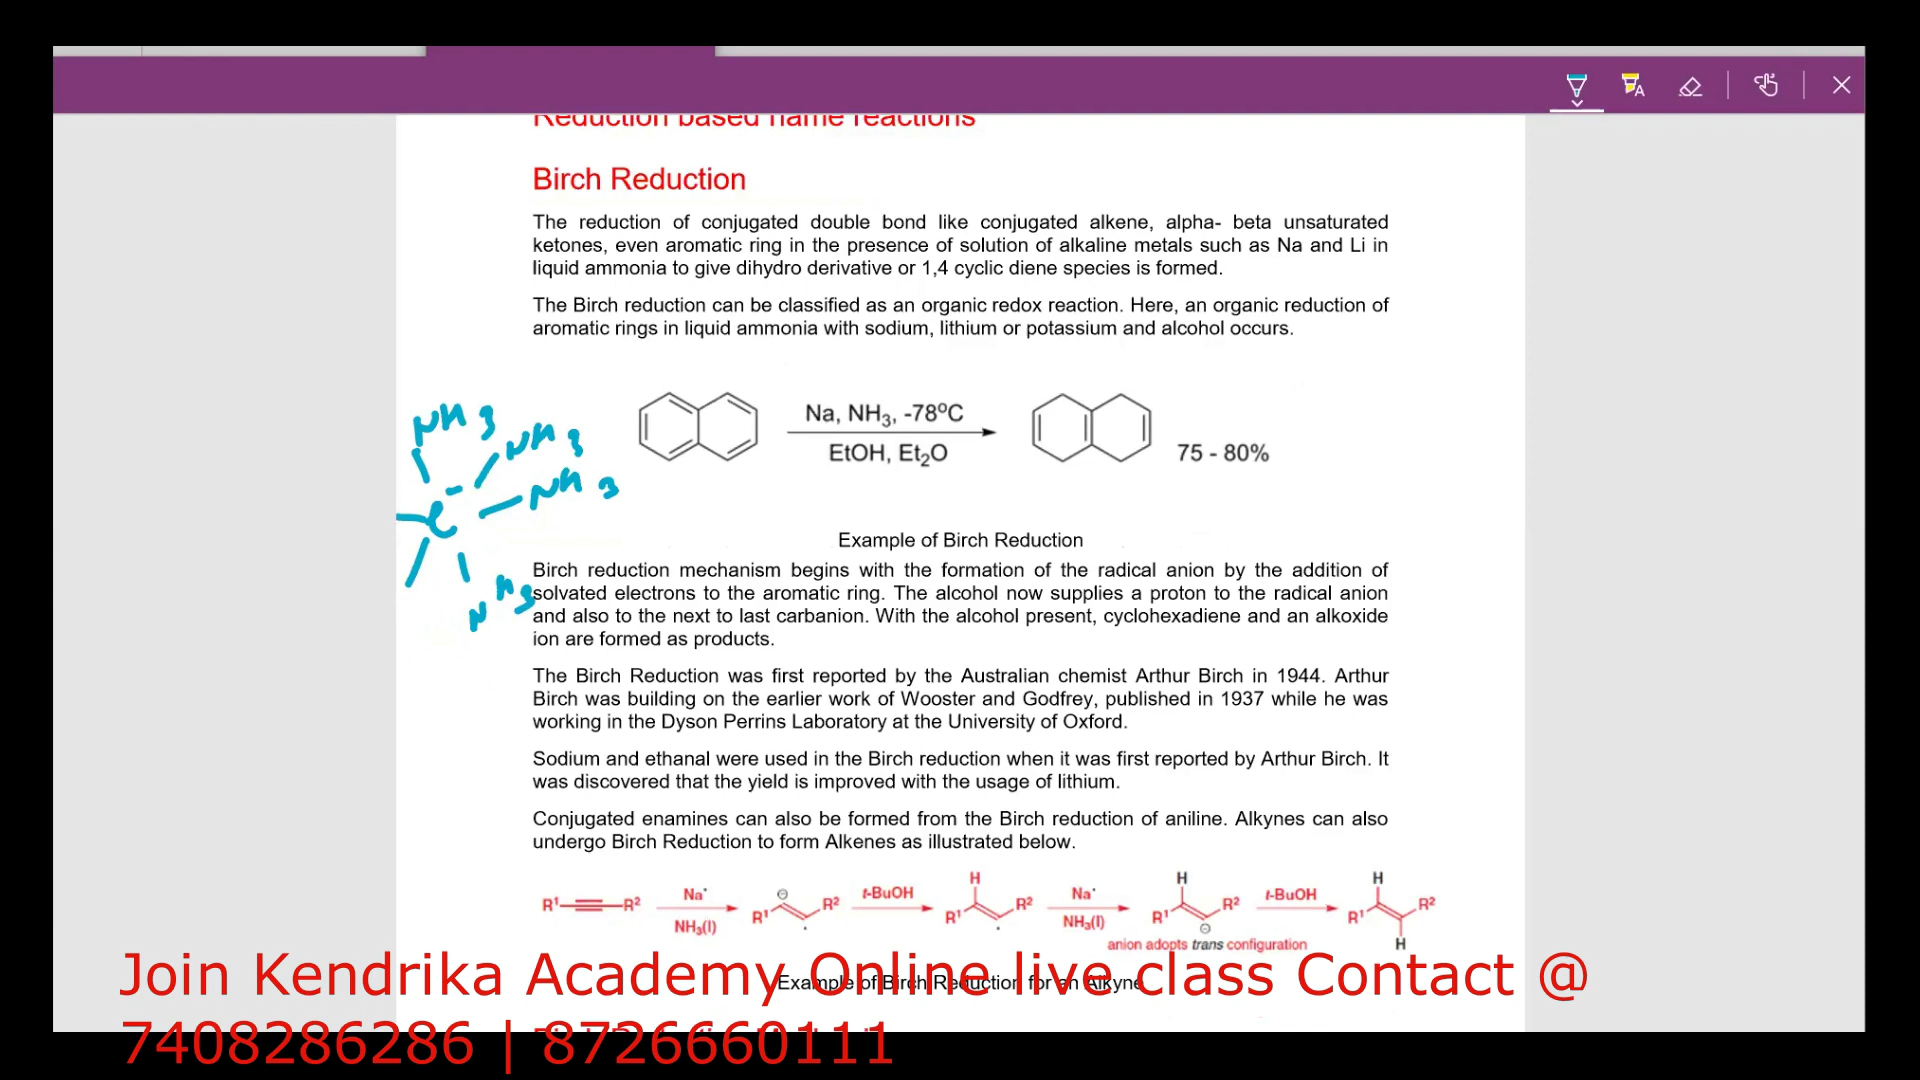 Reduction based name reactions
Birch Reduction
The reduction of conjugated double bond like conjugated alkene, alpha- beta unsaturated
ketones, even aromatic ring in the presence of solution of alkaline metals such as Na and Li in
liquid ammonia to give dihydro derivative or 1,4 cyclic diene species is formed.
The Birch reduction can be classified as an organic redox reaction. Here, an organic reduction of
aromatic rings in liquid ammonia with sodium, lithium or potassium and alcohol occurs.
Na, NH₃, -78⁰C
EtOH, Et₂O
75 - 80%
NH3
NH3
NH3
e⁻
NH3
Example of Birch Reduction
Birch reduction mechanism begins with the formation of the radical anion by the addition of
solvated electrons to the aromatic ring. The alcohol now supplies a proton to the radical anion
and also to the next to last carbanion. With the alcohol present, cyclohexadiene and an alkoxide
ion are formed as products.
The Birch Reduction was first reported by the Australian chemist Arthur Birch in 1944. Arthur
Birch was building on the earlier work of Wooster and Godfrey, published in 1937 while he was
working in the Dyson Perrins Laboratory at the University of Oxford.
Sodium and ethanal were used in the Birch reduction when it was first reported by Arthur Birch. It
was discovered that the yield is improved with the usage of lithium.
Conjugated enamines can also be formed from the Birch reduction of aniline. Alkynes can also
undergo Birch Reduction to form Alkenes as illustrated below.
R¹ R² Na˙ NH₃(l) R¹ ⊖ R² t-BuOH R¹ H R² Na˙ NH₃(l) R¹ H ⊖ R² t-BuOH R¹ H H R²
anion adopts trans configuration
Example of Birch Reduction for an Alkyne
Join Kendrika Academy Online live class Contact @
7408286286 | 8726660111